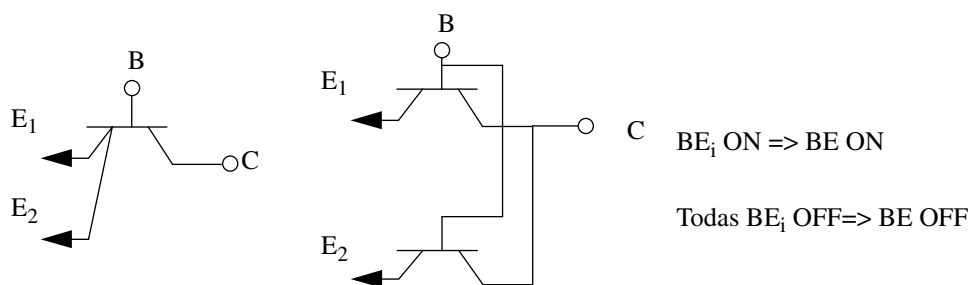 B
E1
E2
C
B
E1
E2
C
BEi ON => BE ON
Todas BEi OFF=> BE OFF